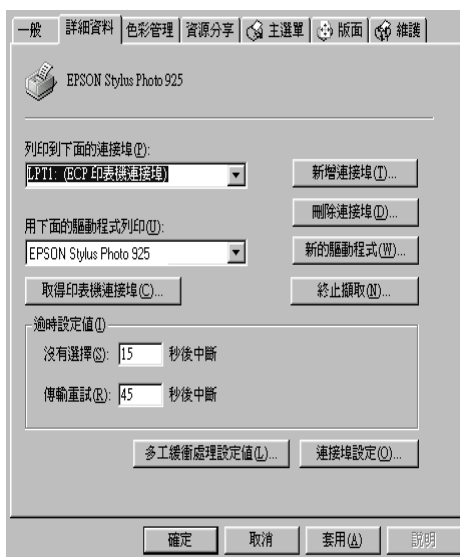 一般 詳細資料 色彩管理 資源分享 主選單 版面 維護
EPSON Stylus Photo 925
列印到下面的連接埠(P):
LPT1: (ECP 印表機連接埠) 新增連接埠(T)...
刪除連接埠(D)...
用下面的驅動程式列印(U):
EPSON Stylus Photo 925 新的驅動程式(W)...
取得印表機連接埠(C)... 終止擷取(N)...
逾時設定值(I)
沒有選擇(S): 15 秒後中斷
傳輸重試(R): 45 秒後中斷
多工緩衝處理設定值(L)... 連接埠設定(O)...
確定 取消 套用(A) 說明